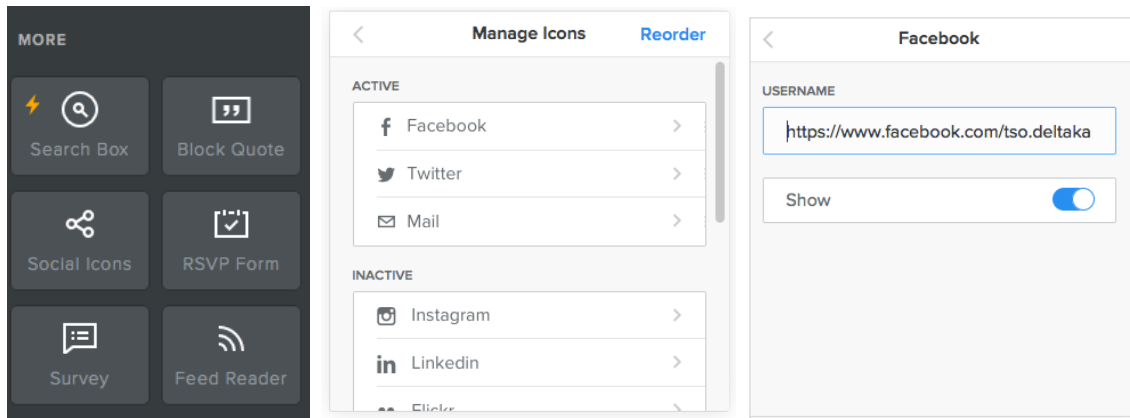 MORE
Search Box
Block Quote
Social Icons
RSVP Form
Survey
Feed Reader
Manage Icons
Reorder
ACTIVE
Facebook
Twitter
Mail
INACTIVE
Instagram
Linkedin
Flickr
Facebook
USERNAME
https://www.facebook.com/tso.deltaka
Show